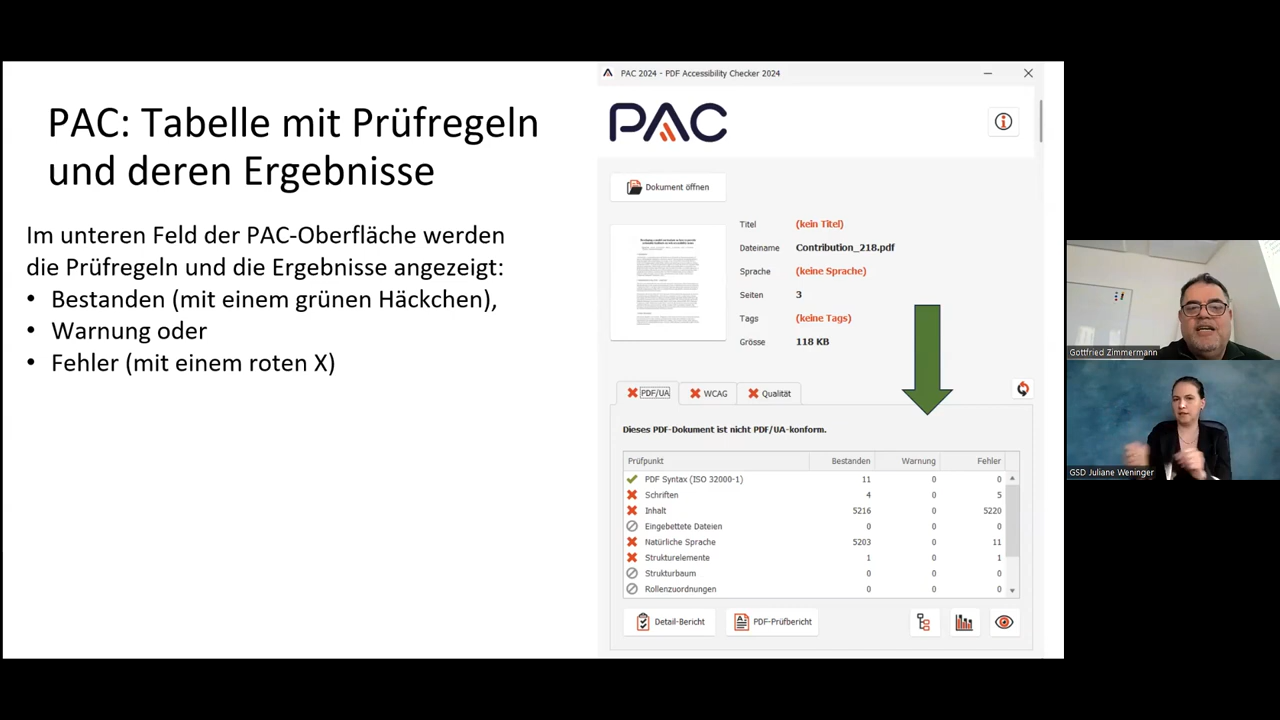 PAC: Tabelle mit Prüfregeln
und deren Ergebnisse
Im unteren Feld der PAC-Oberfläche werden
die Prüfregeln und die Ergebnisse angezeigt:
• Bestanden (mit einem grünen Häckchen),
• Warnung oder
• Fehler (mit einem roten X)
PAC 2024 - PDF Accessibility Checker 2024
PAC
Dokument öffnen
Titel (kein Titel)
Dateiname Contribution_218.pdf
Sprache (keine Sprache)
Seiten 3
Tags (keine Tags)
Grösse 118 KB
PDF/UA WCAG Qualität
Dieses PDF-Dokument ist nicht PDF/UA-konform.
Prüfpunkt Bestanden Warnung Fehler
PDF Syntax (ISO 32000-1) 11 0 0
Schriften 4 0 5
Inhalt 5216 0 5220
Eingebettete Dateien 0 0 0
Natürliche Sprache 5203 0 11
Strukturelemente 1 0 1
Strukturbaum 0 0 0
Rollenzuordnungen 0 0 0
Detail-Bericht PDF-Prüfbericht
Gottfried Zimmermann
GSD Juliane Weninger